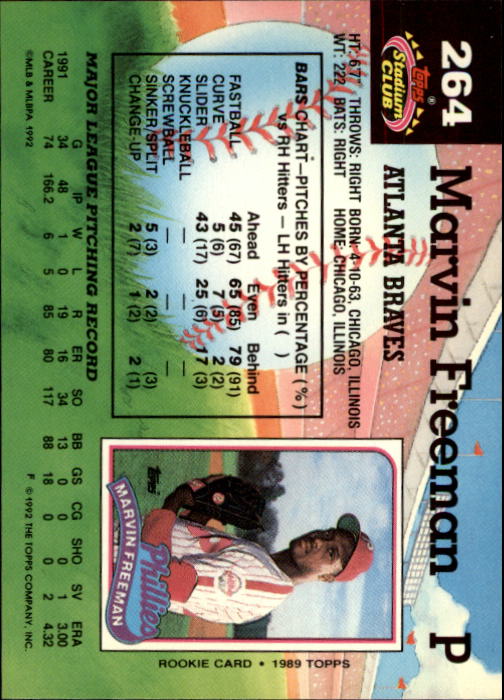 264
Topps®
Stadium
CLUB
Marvin Freeman P
ATLANTA BRAVES
HT: 6'7" THROWS: RIGHT BORN: 4-10-63, CHICAGO, ILLINOIS
WT: 222 BATS: RIGHT HOME: CHICAGO, ILLINOIS
BARS CHART—PITCHES BY PERCENTAGE (%)
vs RH Hitters — LH Hitters in ( )
Ahead Even Behind
FASTBALL 45 (67) 65 (85) 79 (91)
CURVE 5 (6) 7 (5) 2 (2)
SLIDER 43 (17) 25 (6) 17 (3)
KNUCKLEBALL — — —
SCREWBALL — — —
SINKER/SPLIT 5 (3) 2 (2) — (3)
CHANGE-UP 2 (7) 1 (2) 2 (1)
Topps
Phillies
MARVIN FREEMAN
ROOKIE CARD • 1989 TOPPS
MAJOR LEAGUE PITCHING RECORD
G IP W L R ER SO BB GS CG SHO SV ERA
1991 34 48 1 0 19 16 34 13 0 0 0 1 3.00
CAREER 74 166.2 6 5 85 80 117 88 18 0 0 2 4.32
©MLB & MLBPA 1992
F © 1992 THE TOPPS COMPANY, INC.